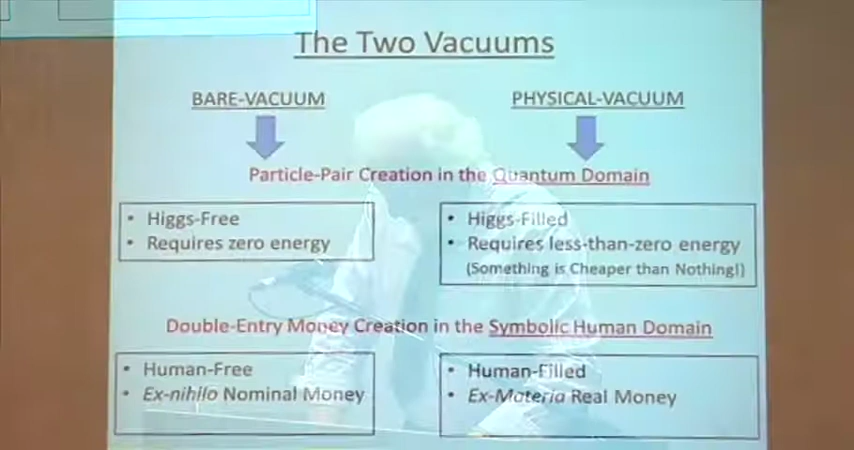 The Two Vacuums
BARE-VACUUM
PHYSICAL-VACUUM
Particle-Pair Creation in the Quantum Domain
• Higgs-Free
• Requires zero energy
• Higgs-Filled
• Requires less-than-zero energy
(Something is Cheaper than Nothing!)
Double-Entry Money Creation in the Symbolic Human Domain
• Human-Free
• Ex-nihilo Nominal Money
• Human-Filled
• Ex-Materia Real Money